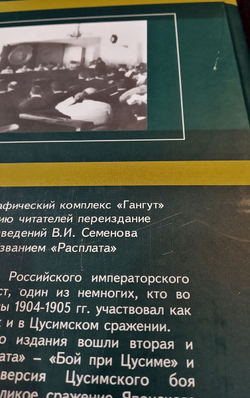 афический комплекс «Гангут»
ию читателей переиздание
ведений В.И. Семенова
званием «Расплата»
Российского императорского
ст, один из немногих, кто во
ы 1904-1905 гг. участвовал как
х и в Цусимском сражении.
о издания вошли вторая и
ата» – «Бой при Цусиме» и
версия Цусимского боя
ликое сражение Японского